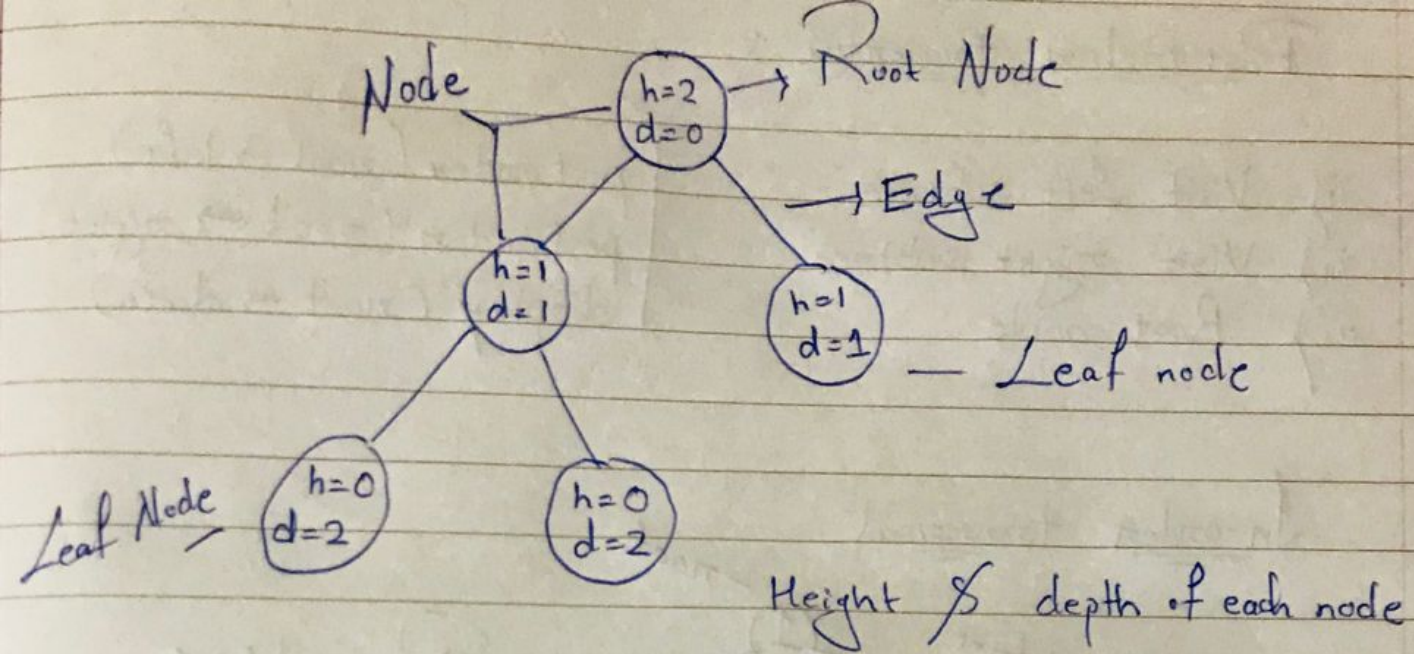 Node
h=2
d=0
→ Root Node
→ Edge
h=1
d=1
h=1
d=1
— Leaf node
Leaf Node
h=0
d=2
h=0
d=2
Height & depth of each node